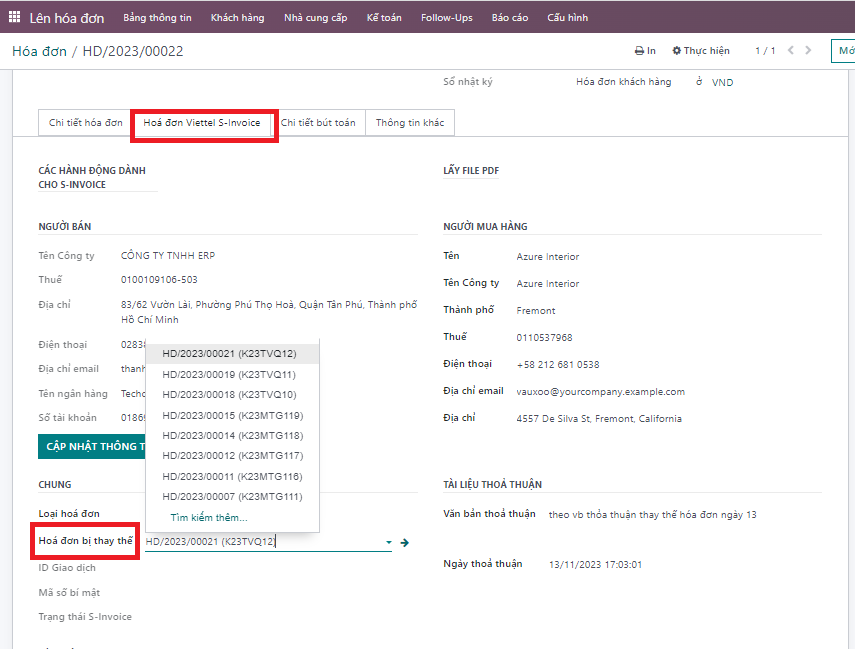 Lên hóa đơn Bảng thông tin Khách hàng Nhà cung cấp Kế toán Follow-Ups Báo cáo Cấu hình
Hóa đơn / HD/2023/00022 In Thực hiện 1 / 1
Số nhật ký Hóa đơn khách hàng ở VND
Chi tiết hóa đơn Hoá đơn Viettel S-Invoice Chi tiết bút toán Thông tin khác
CÁC HÀNH ĐỘNG DÀNH
CHO S-INVOICE
LẤY FILE PDF
NGƯỜI BÁN
Tên Công ty CÔNG TY TNHH ERP
Thuế 0100109106-503
Địa chỉ 83/62 Vườn Lài, Phường Phú Thọ Hoà, Quận Tân Phú, Thành phố
Hồ Chí Minh
Điện thoại
Địa chỉ email
Tên ngân hàng
Số tài khoản
CẬP NHẬT THÔNG
NGƯỜI MUA HÀNG
Tên Azure Interior
Tên Công ty Azure Interior
Thành phố Fremont
Thuế 0110537968
Điện thoại +58 212 681 0538
Địa chỉ email vauxoo@yourcompany.example.com
Địa chỉ 4557 De Silva St, Fremont, California
HD/2023/00021 (K23TVQ12)
HD/2023/00019 (K23TVQ11)
HD/2023/00018 (K23TVQ10)
HD/2023/00015 (K23MTG119)
HD/2023/00014 (K23MTG118)
HD/2023/00012 (K23MTG117)
HD/2023/00011 (K23MTG116)
HD/2023/00007 (K23MTG111)
Tìm kiếm thêm...
CHUNG
Loại hoá đơn
Hoá đơn bị thay thế HD/2023/00021 (K23TVQ12)
ID Giao dịch
Mã số bí mật
Trạng thái S-Invoice
TÀI LIỆU THOẢ THUẬN
Văn bản thoả thuận theo vb thỏa thuận thay thế hóa đơn ngày 13
Ngày thoả thuận 13/11/2023 17:03:01